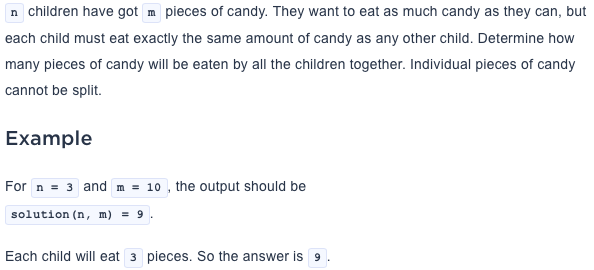 n children have got m pieces of candy. They want to eat as much candy as they can, but
each child must eat exactly the same amount of candy as any other child. Determine how
many pieces of candy will be eaten by all the children together. Individual pieces of candy
cannot be split.
Example
For n = 3 and m = 10, the output should be
solution(n, m) = 9.
Each child will eat 3 pieces. So the answer is 9.